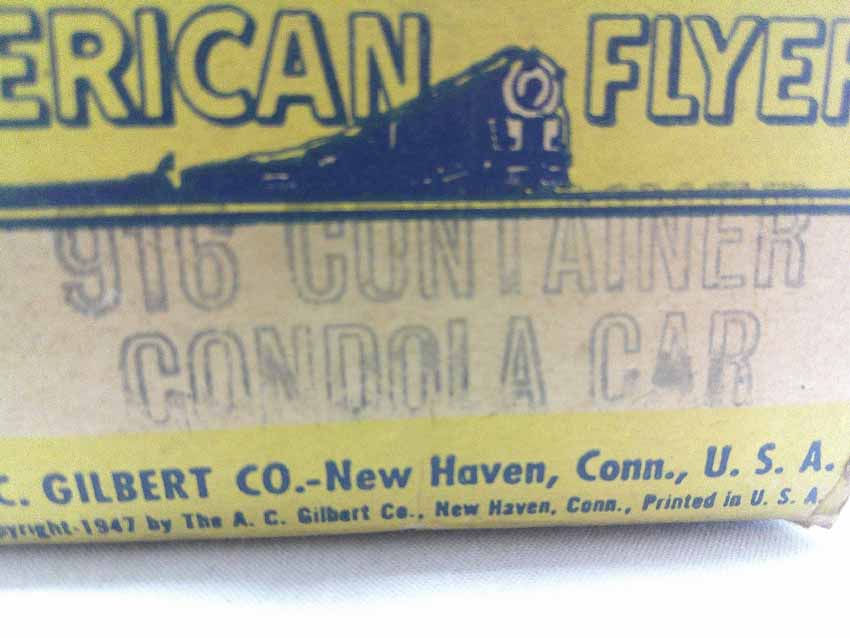 ERICAN FLYE
916 CONTAINER
CONDOLA CAR
C. GILBERT CO.-New Haven, Conn., U. S. A.
pyright-1947 by The A. C. Gilbert Co., New Haven, Conn., Printed in U. S. A.